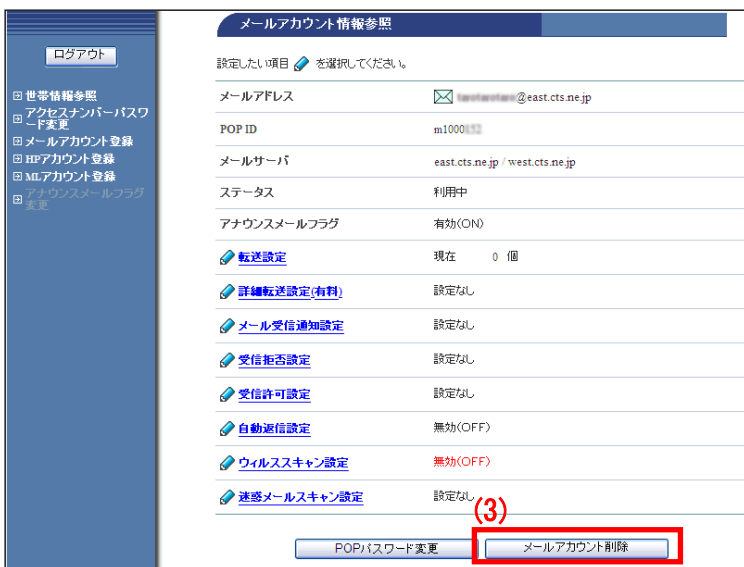 メールアカウント情報参照
ログアウト
世帯情報参照
アクセスナンバーパスワ
ード変更
メールアカウント登録
HPアカウント登録
MLアカウント登録
アナウンスメールフラグ
変更
設定したい項目 を選択してください。
メールアドレス @east.cts.ne.jp
POP ID m1000
メールサーバ east.cts.ne.jp / west.cts.ne.jp
ステータス 利用中
アナウンスメールフラグ 有効(ON)
転送設定 現在 0 個
詳細転送設定(有料) 設定なし
メール受信通知設定 設定なし
受信拒否設定 設定なし
受信許可設定 設定なし
自動返信設定 無効(OFF)
ウィルススキャン設定 無効(OFF)
迷惑メールスキャン設定 設定なし
(3)
POPパスワード変更 メールアカウント削除